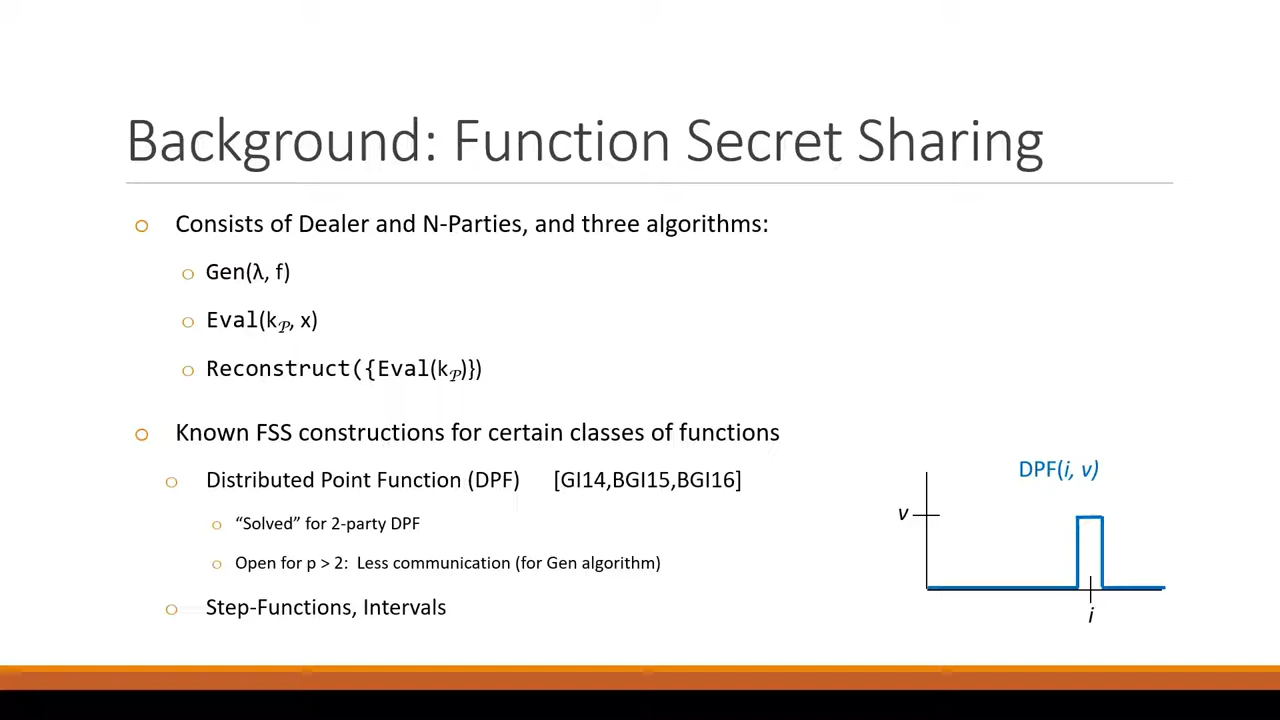 Background: Function Secret Sharing
o Consists of Dealer and N-Parties, and three algorithms:
o Gen(λ, f)
o Eval(k𝒫, x)
o Reconstruct({Eval(k𝒫)})
o Known FSS constructions for certain classes of functions
o Distributed Point Function (DPF) [GI14,BGI15,BGI16]
o “Solved” for 2-party DPF
o Open for p > 2: Less communication (for Gen algorithm)
o Step-Functions, Intervals
DPF(i, v)
v
i